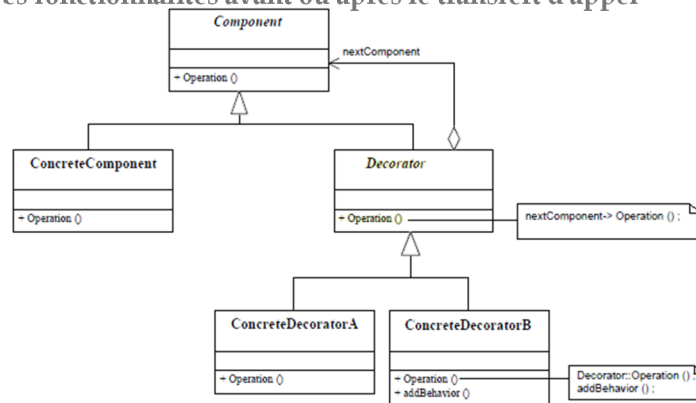 es fonctionnalités avant ou après le transfert d'appel
Component
nextComponent
+ Operation ()
ConcreteComponent
Decorator
+ Operation ()
+ Operation ()
nextComponent-> Operation () ;
ConcreteDecoratorA
ConcreteDecoratorB
+ Operation ()
+ Operation ()
+ addBehavior ()
Decorator::Operation () ;
addBehavior () ;